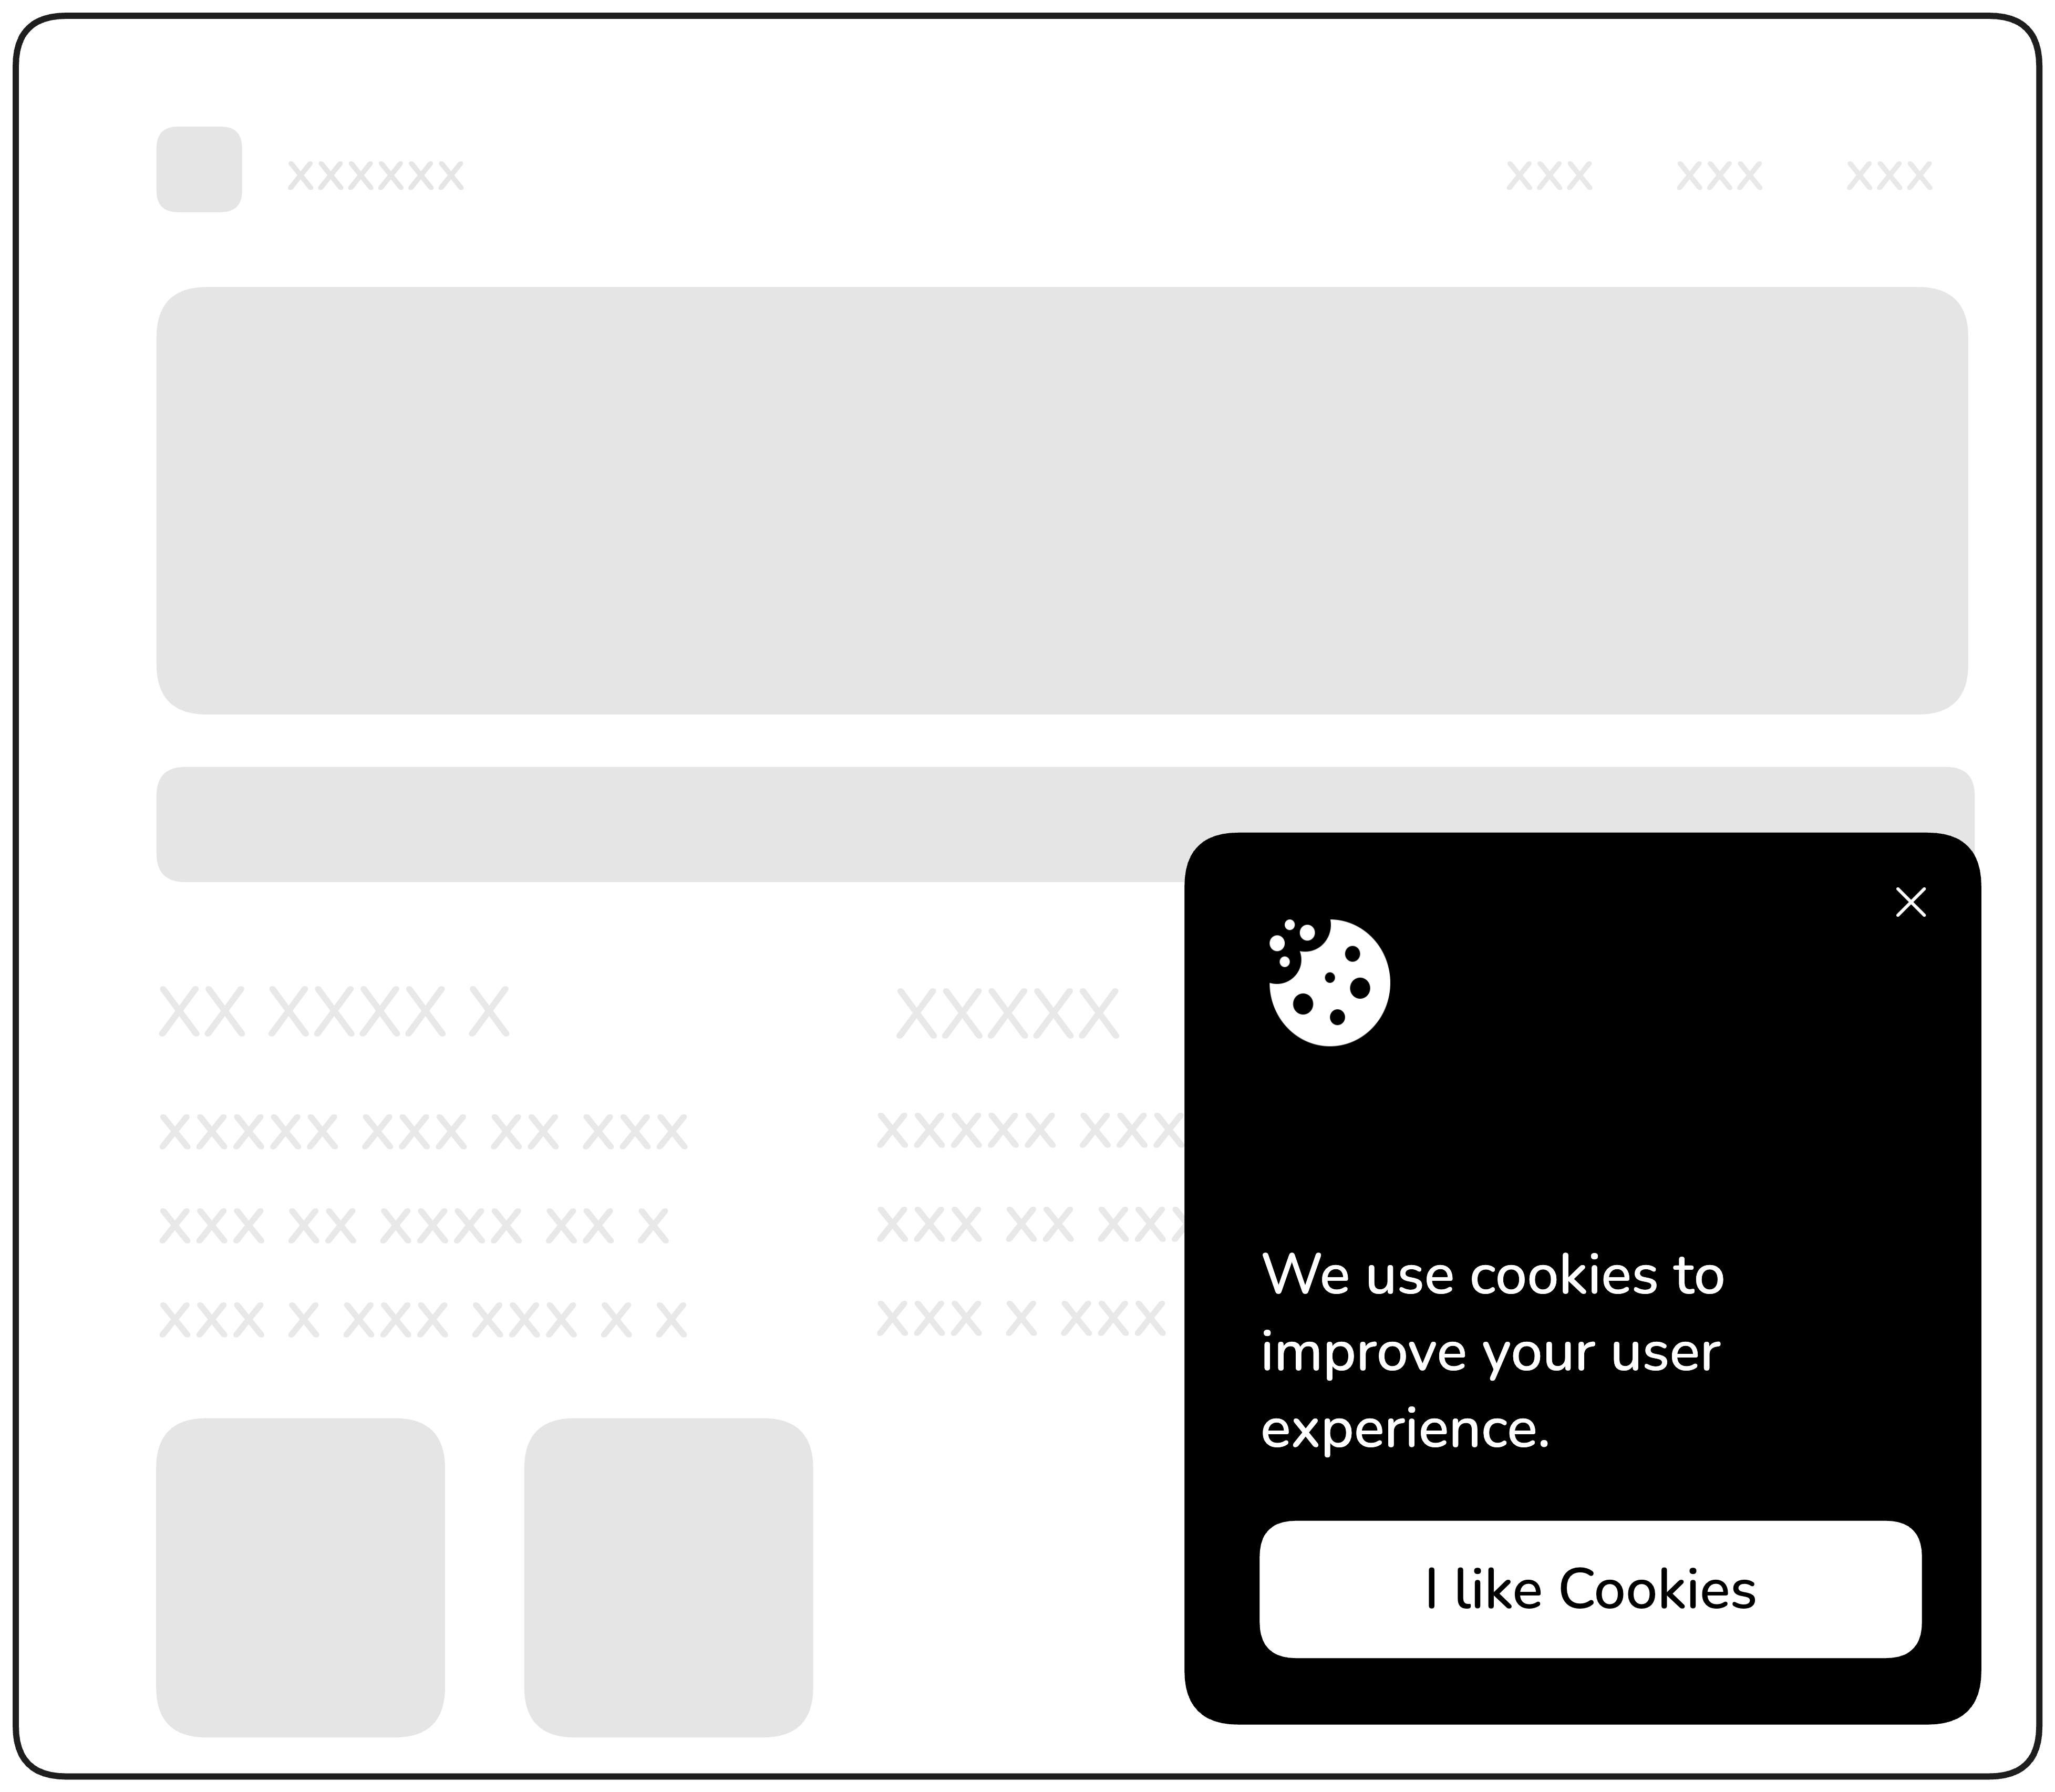 xxxxxx xxx xxx xxx
XX XXXX X
xxxxx xxx xx xxx
xxx xx xxxx xxx x
xxx x xxx xxx x x
XXXXX
xxxxx xxx
xxx xx xxx
xxx x xxx
We use cookies to
improve your user
experience.
I like Cookies